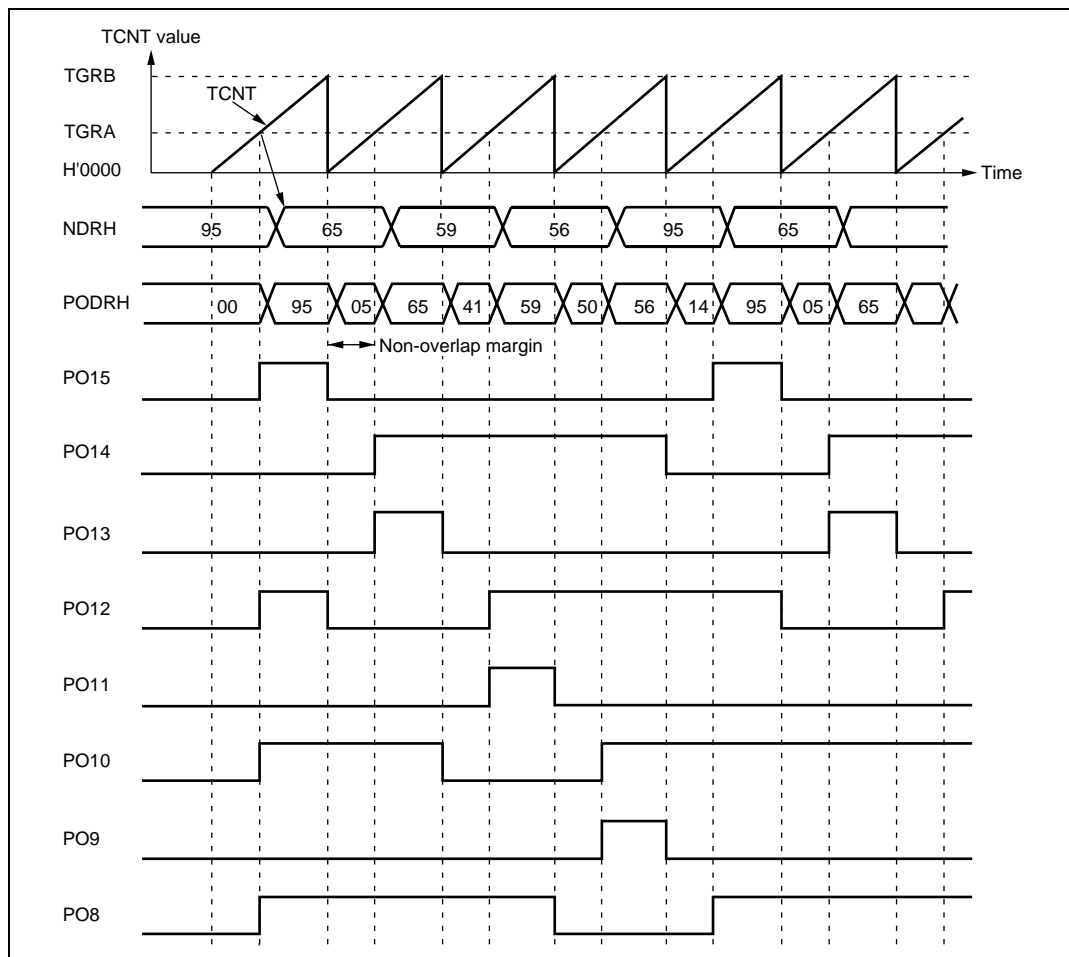 TCNT value
TGRB
TCNT
TGRA
H'0000
Time
NDRH 95 65 59 56 95 65
PODRH 00 95 05 65 41 59 50 56 14 95 05 65
Non-overlap margin
PO15
PO14
PO13
PO12
PO11
PO10
PO9
PO8